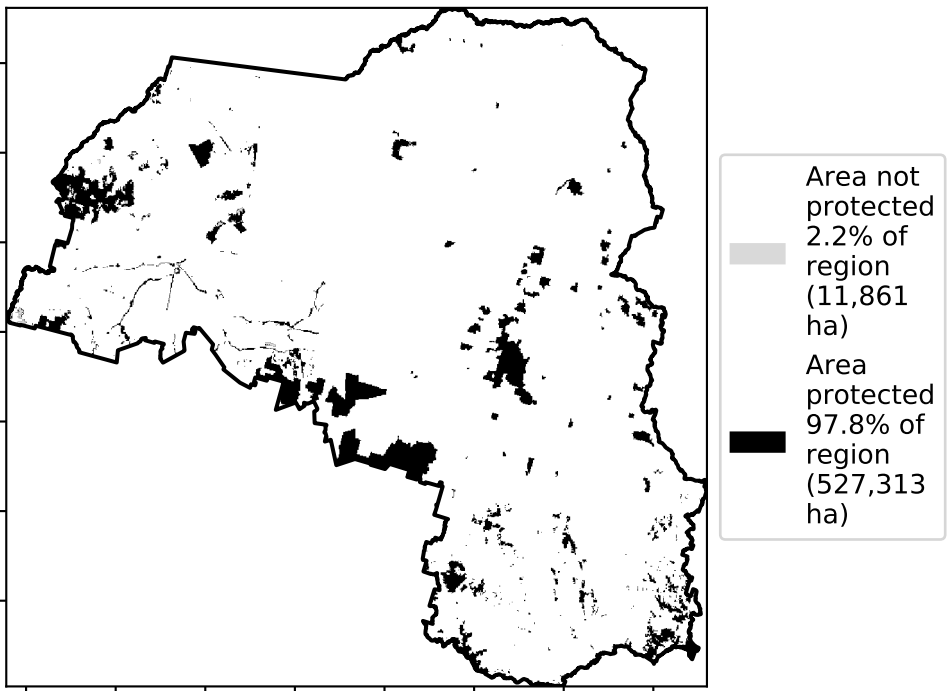 Area not
protected
2.2% of
region
(11,861
ha)
Area
protected
97.8% of
region
(527,313
ha)